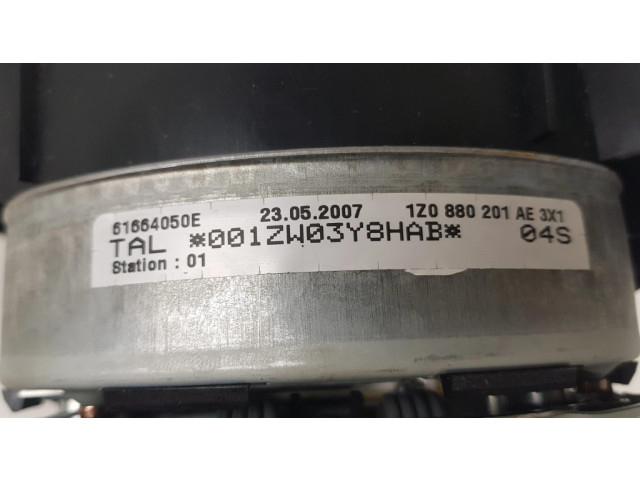 61664050E 23.05.2007 1Z0 880 201 AE 3X1
TAL *001ZW03Y8HAB* 04S
Station : 01